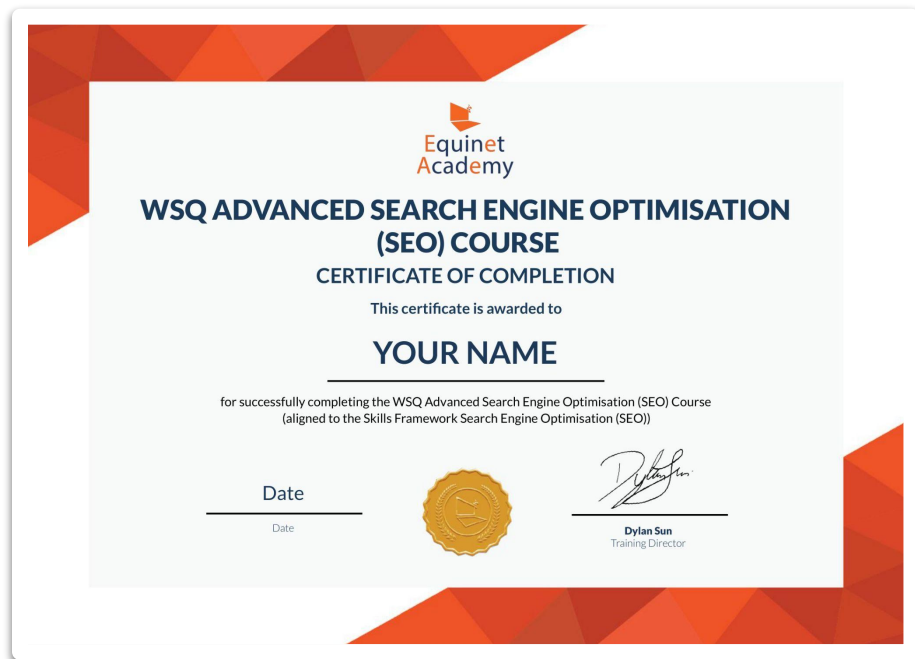 Equinet
Academy
WSQ ADVANCED SEARCH ENGINE OPTIMISATION
(SEO) COURSE
CERTIFICATE OF COMPLETION
This certificate is awarded to
YOUR NAME
for successfully completing the WSQ Advanced Search Engine Optimisation (SEO) Course
(aligned to the Skills Framework Search Engine Optimisation (SEO))
Date
Date
Dylan Sun
Dylan Sun
Training Director